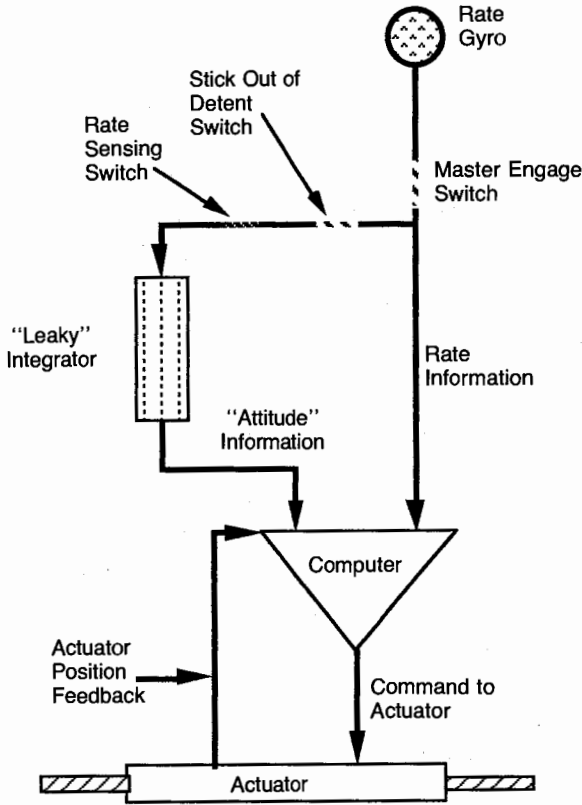 Rate
Gyro
Stick Out of
Detent
Switch
Rate
Sensing
Switch
Master Engage
Switch
"Leaky"
Integrator
Rate
Information
"Attitude"
Information
Computer
Actuator
Position
Feedback
Command to
Actuator
Actuator